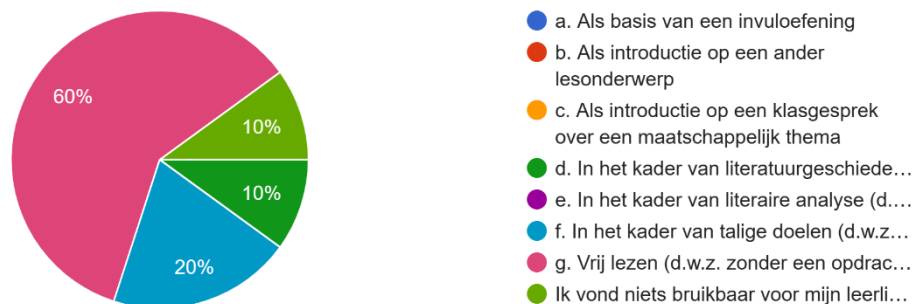 60%
10%
10%
20%
a. Als basis van een invuloefening
b. Als introductie op een ander
lesonderwerp
c. Als introductie op een klasgesprek
over een maatschappelijk thema
d. In het kader van literatuurgeschiede...
e. In het kader van literaire analyse (d....
f. In het kader van talige doelen (d.w.z...
g. Vrij lezen (d.w.z. zonder een opdrac...
Ik vond niets bruikbaar voor mijn leerli...